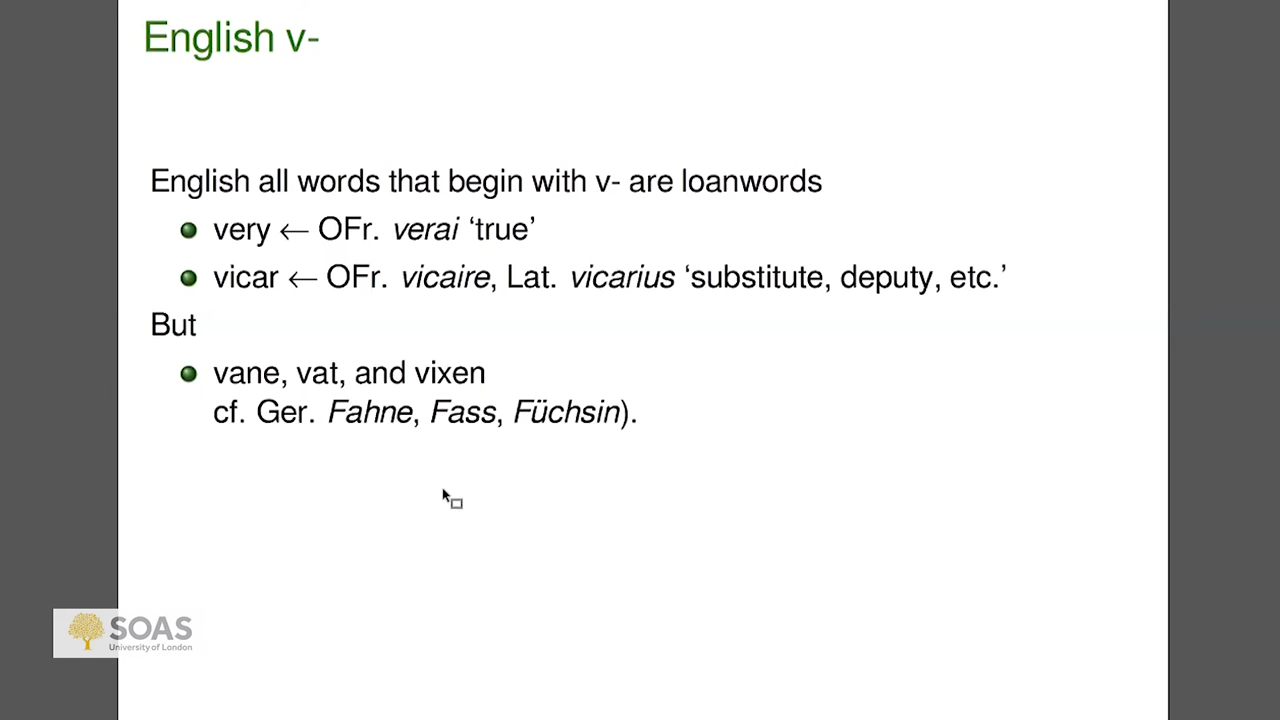 English v-
English all words that begin with v- are loanwords
very ← OFr. verai ‘true’
vicar ← OFr. vicaire, Lat. vicarius ‘substitute, deputy, etc.’
But
vane, vat, and vixen
cf. Ger. Fahne, Fass, Füchsin).
SOAS
University of London